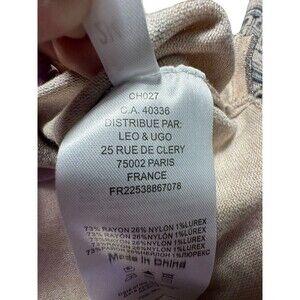 CH027
C.A. 40336
DISTRIBUE PAR:
LEO & UGO
25 RUE DE CLERY
75002 PARIS
FRANCE
FR22538867078
73% RAYON 26% NYLON 1%LUREX
73% RAYON 26% NYLON 1%LUREX
Made In China